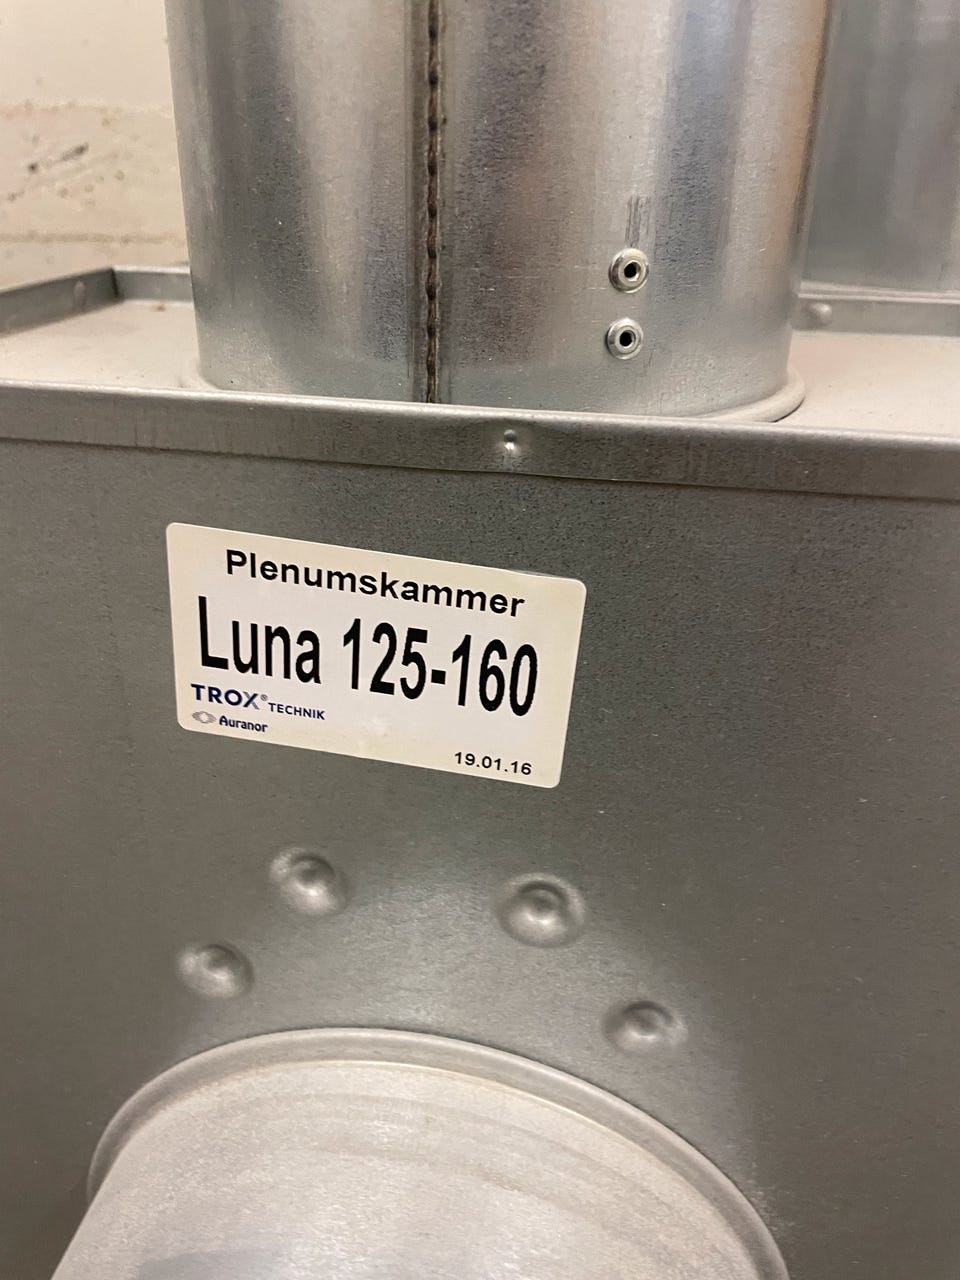 Plenumskammer
Luna 125-160
TROX® TECHNIK
Auranor
19.01.16